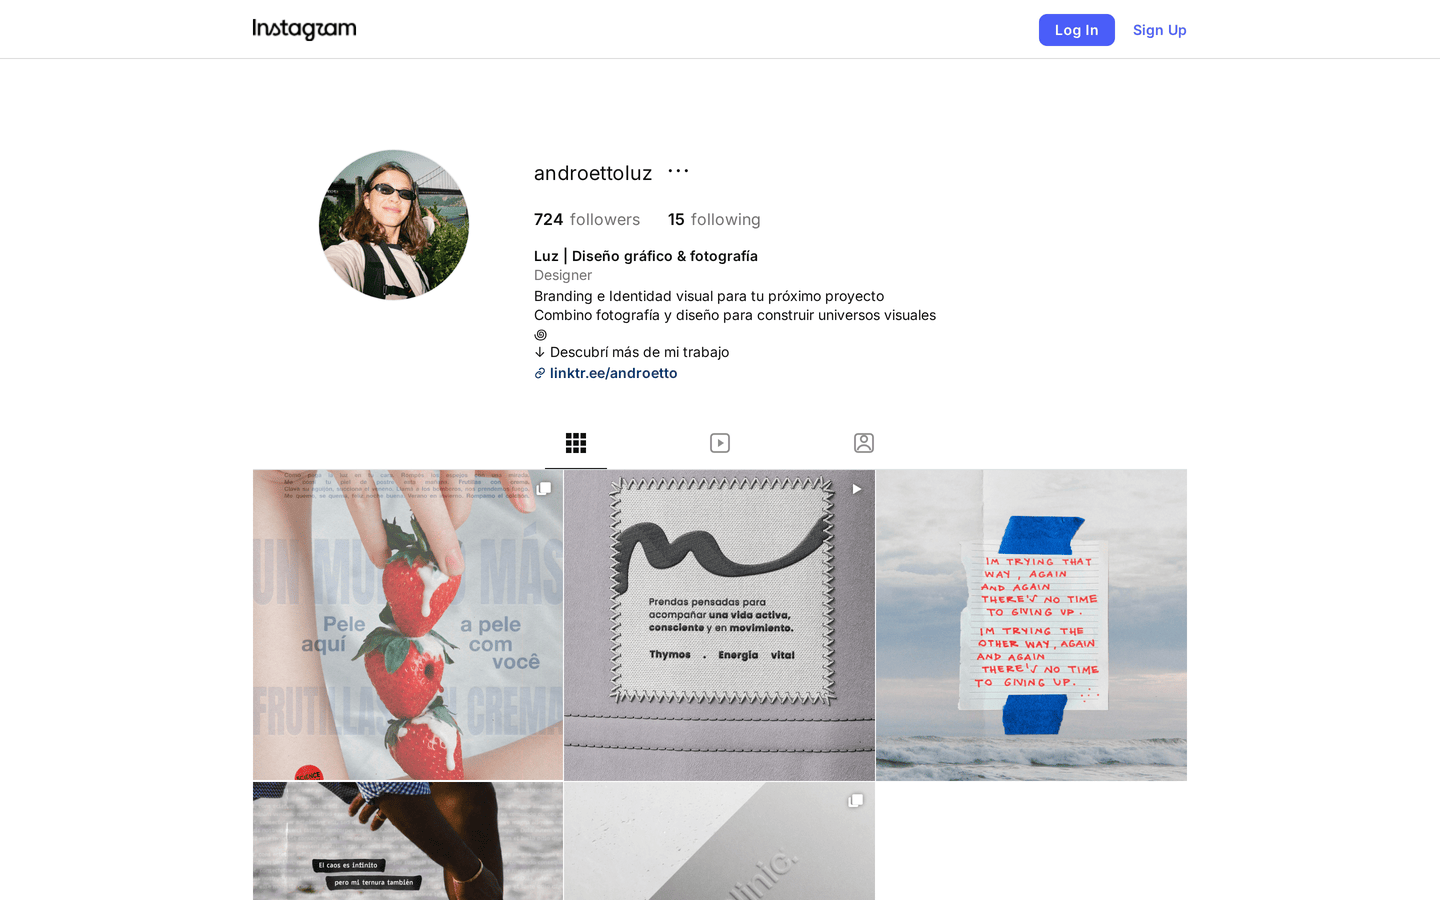 Instagram
Log In
Sign Up
androettoluz
724 followers 15 following
Luz | Diseño gráfico & fotografía
Designer
Branding e Identidad visual para tu próximo proyecto
Combino fotografía y diseño para construir universos visuales
↓ Descubrí más de mi trabajo
linktr.ee/androetto
Pele a pele
aquí com
você
SCIENCE
Prendas pensadas para
acompañar una vida activa,
consciente y en movimiento.
Thymos . Energia vital
IM TRYING THAT
WAY, AGAIN
AND AGAIN
THERE'S NO TIME
TO GIVING UP.
IM TRYING THE
OTHER WAY, AGAIN
AND AGAIN
THERE'S NO TIME
TO GIVING UP.
El caos es infinito
pero mi ternura también